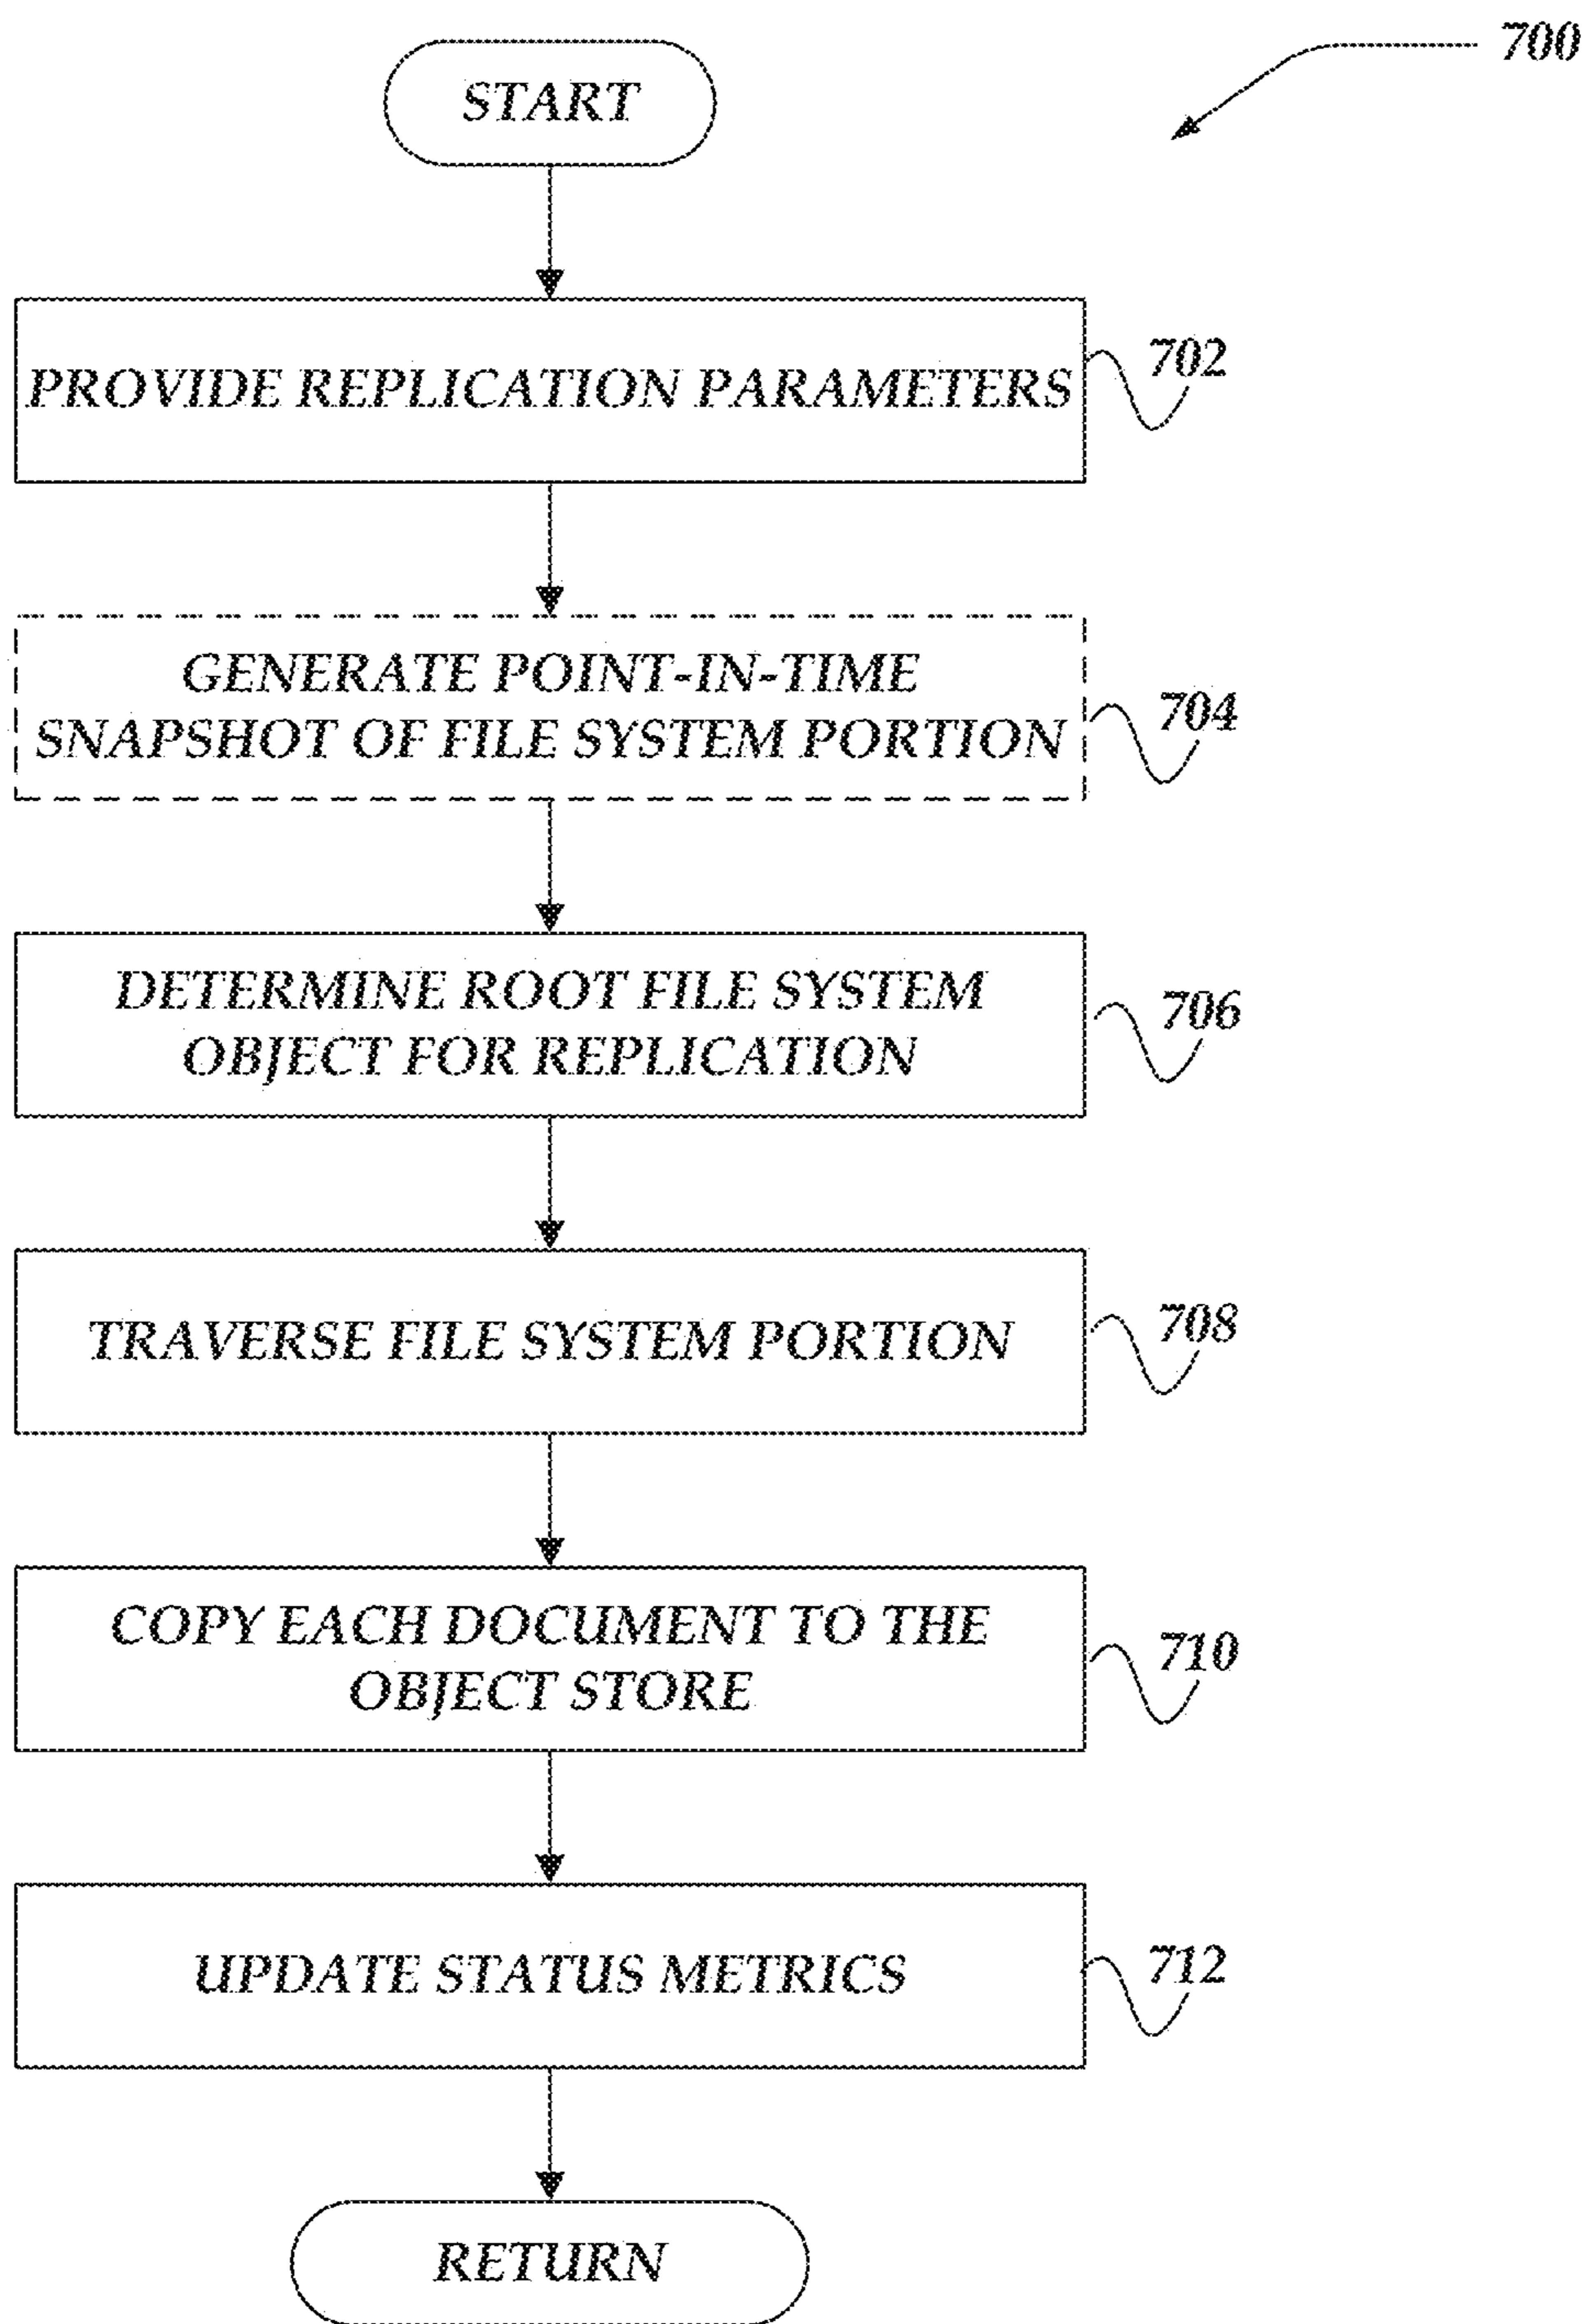 700
START
PROVIDE REPLICATION PARAMETERS
702
GENERATE POINT-IN-TIME
SNAPSHOT OF FILE SYSTEM PORTION
704
DETERMINE ROOT FILE SYSTEM
OBJECT FOR REPLICATION
706
TRAVERSE FILE SYSTEM PORTION
708
COPY EACH DOCUMENT TO THE
OBJECT STORE
710
UPDATE STATUS METRICS
712
RETURN